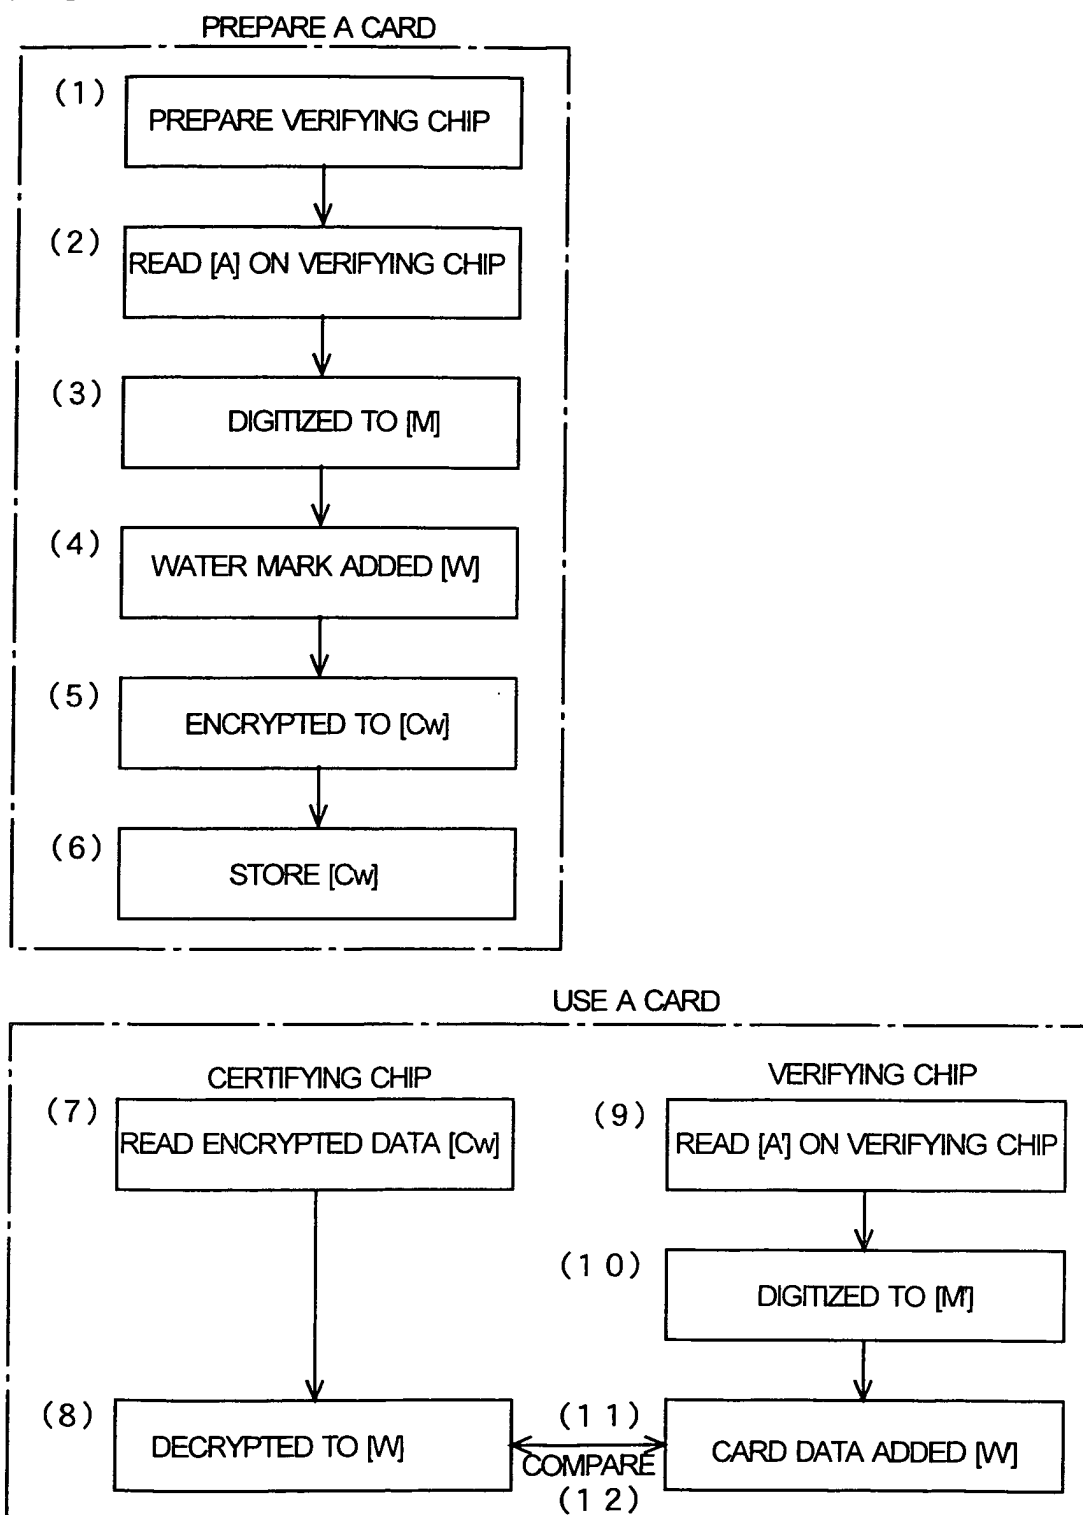 PREPARE A CARD
(1)
PREPARE VERIFYING CHIP
(2)
READ [A] ON VERIFYING CHIP
(3)
DIGITIZED TO [M]
(4)
WATER MARK ADDED [W]
(5)
ENCRYPTED TO [Cw]
(6)
STORE [Cw]
USE A CARD
CERTIFYING CHIP
(7)
READ ENCRYPTED DATA [Cw]
(8)
DECRYPTED TO [W]
VERIFYING CHIP
(9)
READ [A'] ON VERIFYING CHIP
(10)
DIGITIZED TO [M']
(11)
COMPARE
(12)
CARD DATA ADDED [W]